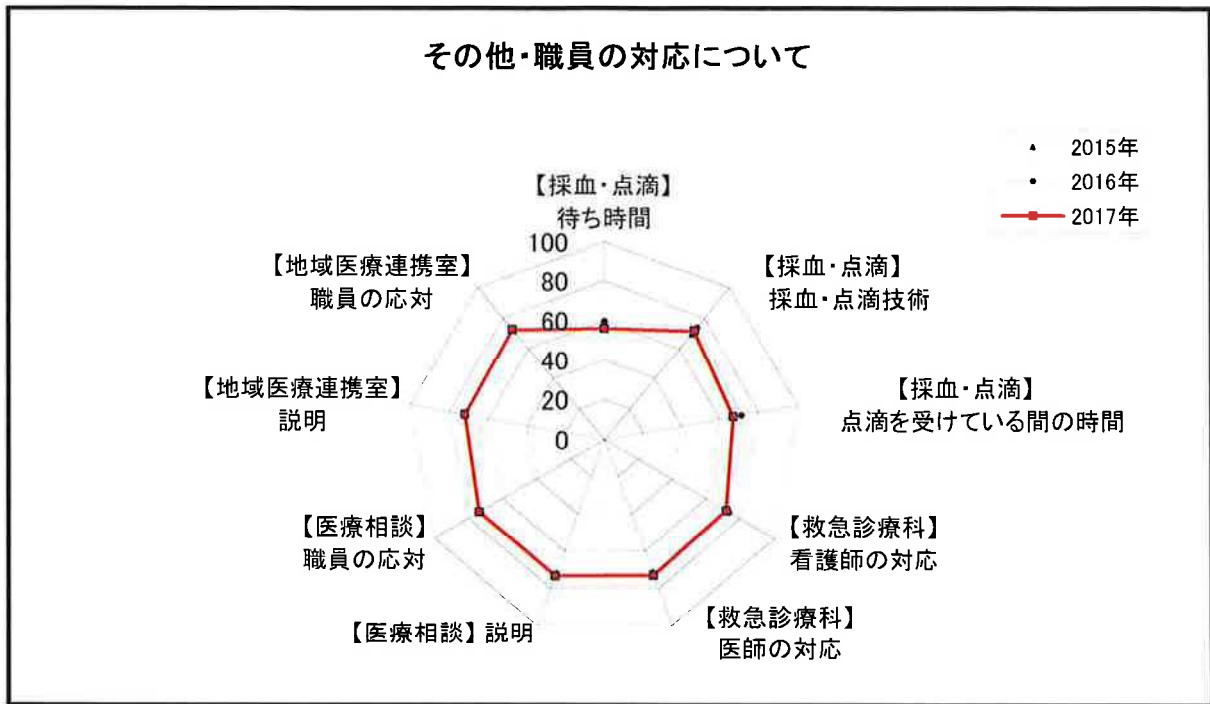 その他・職員の対応について
2015年
2016年
2017年
【採血・点滴】
待ち時間
【採血・点滴】
採血・点滴技術
【採血・点滴】
点滴を受けている間の時間
【救急診療科】
看護師の対応
【救急診療科】
医師の対応
【医療相談】説明
【医療相談】
職員の応対
【地域医療連携室】
説明
【地域医療連携室】
職員の応対
100
80
60
40
20
0